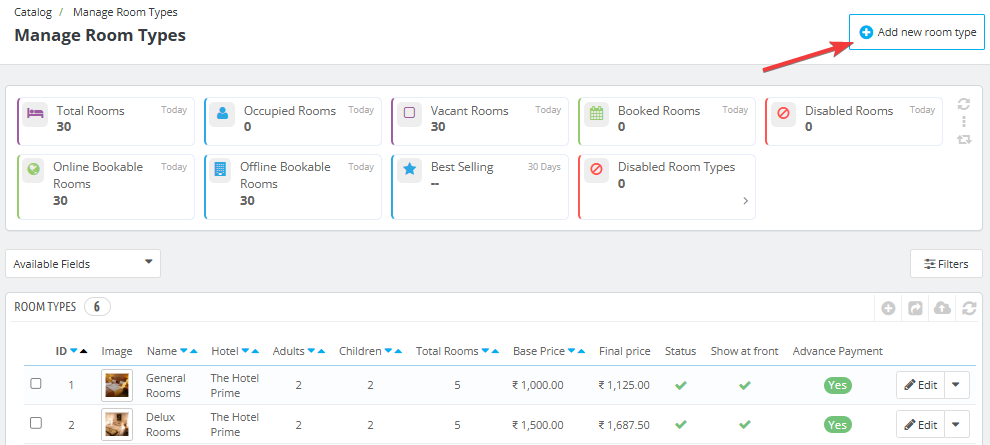 Catalog / Manage Room Types
Manage Room Types
Add new room type
Total Rooms Today
30
Occupied Rooms Today
0
Vacant Rooms Today
30
Booked Rooms Today
0
Disabled Rooms Today
0
Online Bookable Today
Rooms
30
Offline Bookable Today
Rooms
30
Best Selling 30 Days
--
Disabled Room Types
0
Available Fields
Filters
ROOM TYPES 6
ID Image Name Hotel Adults Children Total Rooms Base Price Final price Status Show at front Advance Payment
1 General Rooms The Hotel Prime 2 2 5 ₹ 1,000.00 ₹ 1,125.00 Yes Edit
2 Delux Rooms The Hotel Prime 2 2 5 ₹ 1,500.00 ₹ 1,687.50 Yes Edit